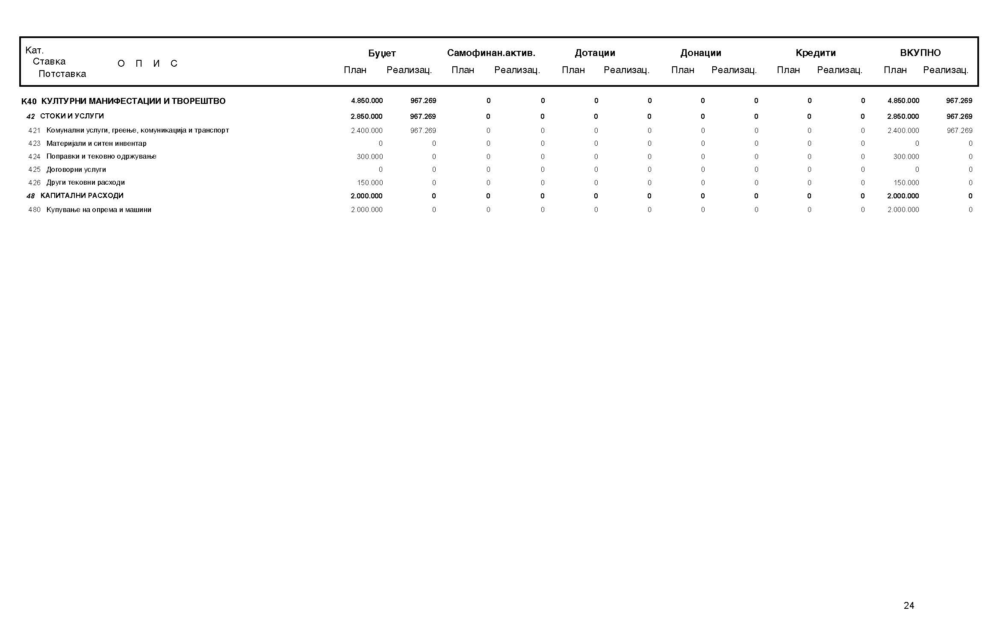 Кат.
Ставка
Потставка
О П И С
Буџет Самофинан.актив. Дотации Донации Кредити ВКУПНО
План Реализац. План Реализац. План Реализац. План Реализац. План Реализац. План Реализац.
К40 КУЛТУРНИ МАНИФЕСТАЦИИ И ТВОРЕШТВО 4.850.000 967.269 0 0 0 0 0 0 0 0 4.850.000 967.269
42 СТОКИ И УСЛУГИ 2.850.000 967.269 0 0 0 0 0 0 0 0 2.850.000 967.269
421 Комунални услуги, греење, комуникација и транспорт 2.400.000 967.269 0 0 0 0 0 0 0 0 2.400.000 967.269
423 Материјали и ситен инвентар 0 0 0 0 0 0 0 0 0 0 0 0
424 Поправки и тековно одржување 300.000 0 0 0 0 0 0 0 0 0 300.000 0
425 Договорни услуги 0 0 0 0 0 0 0 0 0 0 0 0
426 Други тековни расходи 150.000 0 0 0 0 0 0 0 0 0 150.000 0
48 КАПИТАЛНИ РАСХОДИ 2.000.000 0 0 0 0 0 0 0 0 0 2.000.000 0
480 Купување на опрема и машини 2.000.000 0 0 0 0 0 0 0 0 0 2.000.000 0
24